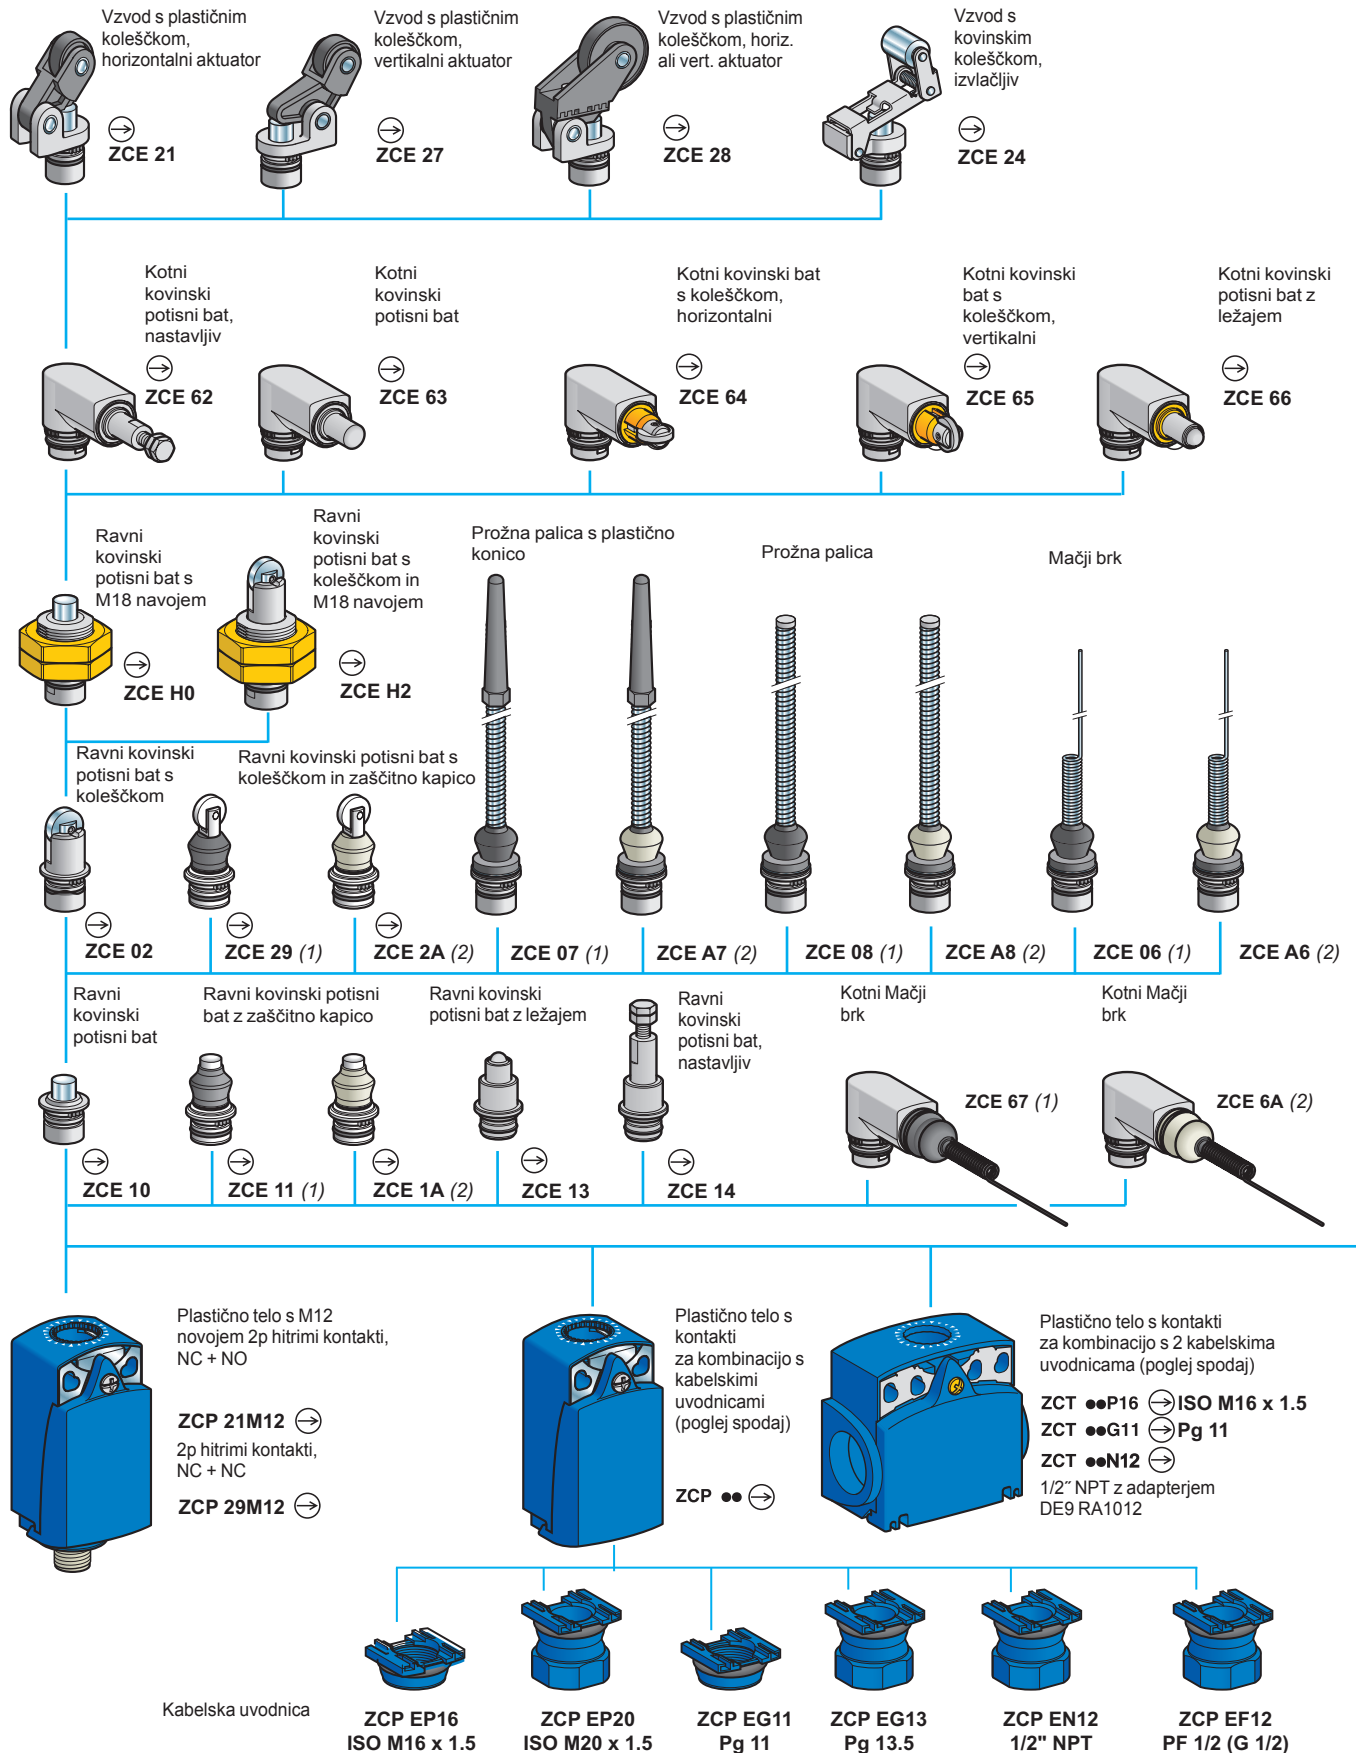 Vzvod s plastičnim
koleščkom,
horizontalni aktuator
ZCE 21
Vzvod s plastičnim
koleščkom,
vertikalni aktuator
ZCE 27
Vzvod s plastičnim
koleščkom, horiz.
ali vert. aktuator
ZCE 28
Vzvod s
kovinskim
koleščkom,
izvlačljiv
ZCE 24
Kotni
kovinski
potisni bat,
nastavljiv
ZCE 62
Kotni
kovinski
potisni bat
ZCE 63
Kotni kovinski bat
s koleščkom,
horizontalni
ZCE 64
Kotni kovinski
bat s
koleščkom,
vertikalni
ZCE 65
Kotni kovinski
potisni bat z
ležajem
ZCE 66
Ravni
kovinski
potisni bat s
M18 navojem
ZCE H0
Ravni
kovinski
potisni bat s
koleščkom in
M18 navojem
ZCE H2
Prožna palica s plastično
konico
Prožna palica
Mačji brk
Ravni kovinski
potisni bat s
koleščkom
Ravni kovinski potisni bat s
koleščkom in zaščitno kapico
ZCE 02
ZCE 29 (1)
ZCE 2A (2)
ZCE 07 (1)
ZCE A7 (2)
ZCE 08 (1)
ZCE A8 (2)
ZCE 06 (1)
ZCE A6 (2)
Ravni
kovinski
potisni bat
Ravni kovinski potisni
bat z zaščitno kapico
Ravni kovinski
potisni bat z ležajem
Ravni
kovinski
potisni bat,
nastavljiv
Kotni Mačji
brk
Kotni Mačji
brk
ZCE 67 (1)
ZCE 6A (2)
ZCE 10
ZCE 11 (1)
ZCE 1A (2)
ZCE 13
ZCE 14
Plastično telo s M12
novojem 2p hitrimi kontakti,
NC + NO
ZCP 21M12
2p hitrimi kontakti,
NC + NC
ZCP 29M12
Plastično telo s
kontakti
za kombinacijo s
kabelskimi
uvodnicami
(poglej spodaj)
ZCP ●●
Plastično telo s kontakti
za kombinacijo s 2 kabelskima
uvodnicama (poglej spodaj)
ZCT ●●P16 ISO M16 x 1.5
ZCT ●●G11 Pg 11
ZCT ●●N12
1/2˝ NPT z adapterjem
DE9 RA1012
Kabelska uvodnica
ZCP EP16
ISO M16 x 1.5
ZCP EP20
ISO M20 x 1.5
ZCP EG11
Pg 11
ZCP EG13
Pg 13.5
ZCP EN12
1/2" NPT
ZCP EF12
PF 1/2 (G 1/2)